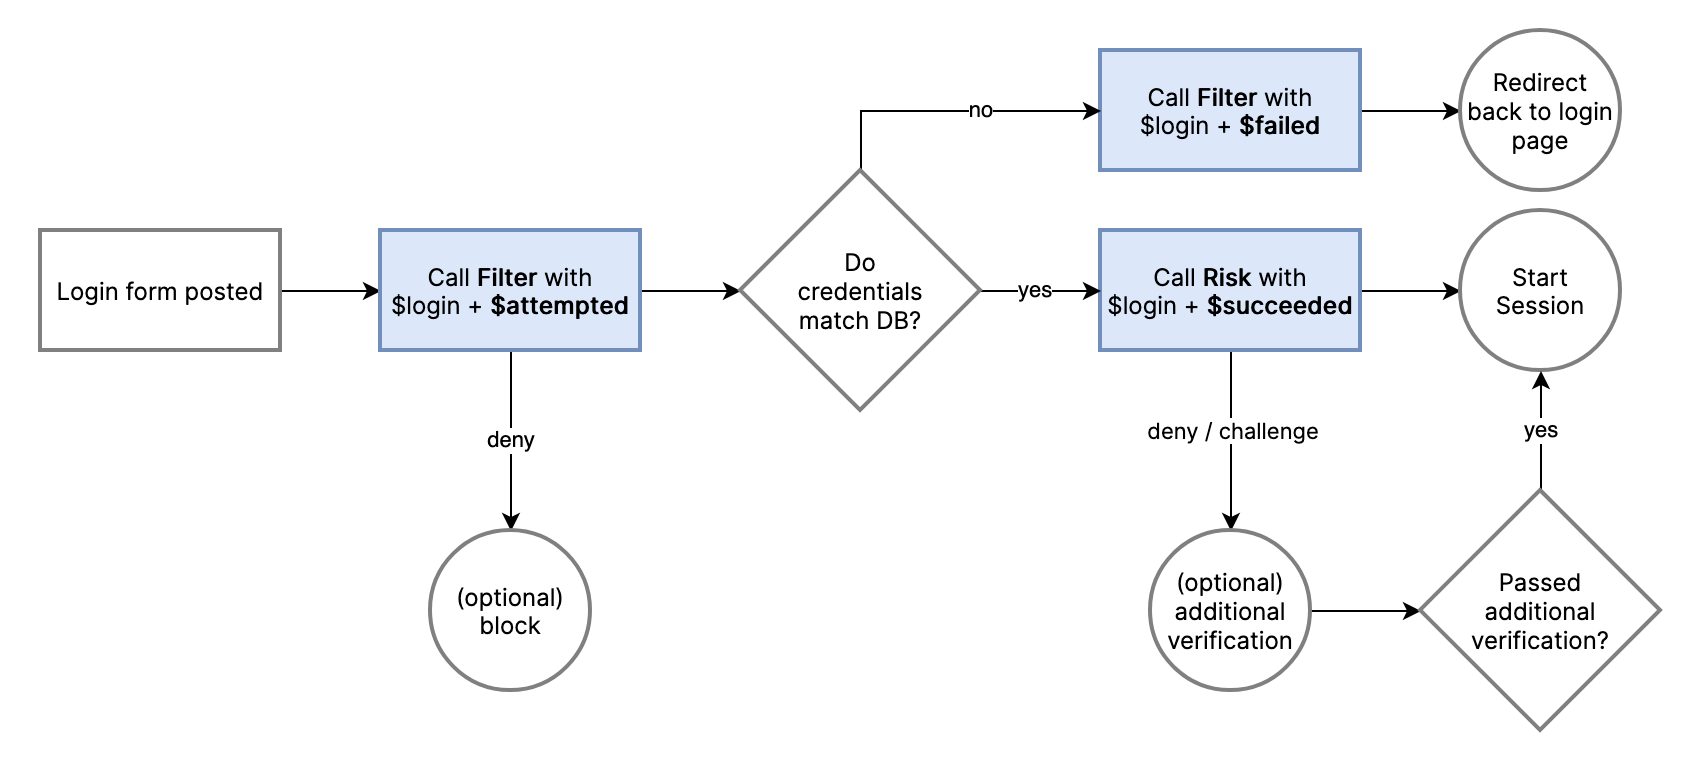 Login form posted
Call Filter with
$login + $attempted
deny
(optional)
block
Do
credentials
match DB?
no
Call Filter with
$login + $failed
Redirect
back to login
page
yes
Call Risk with
$login + $succeeded
Start
Session
deny / challenge
(optional)
additional
verification
Passed
additional
verification?
yes